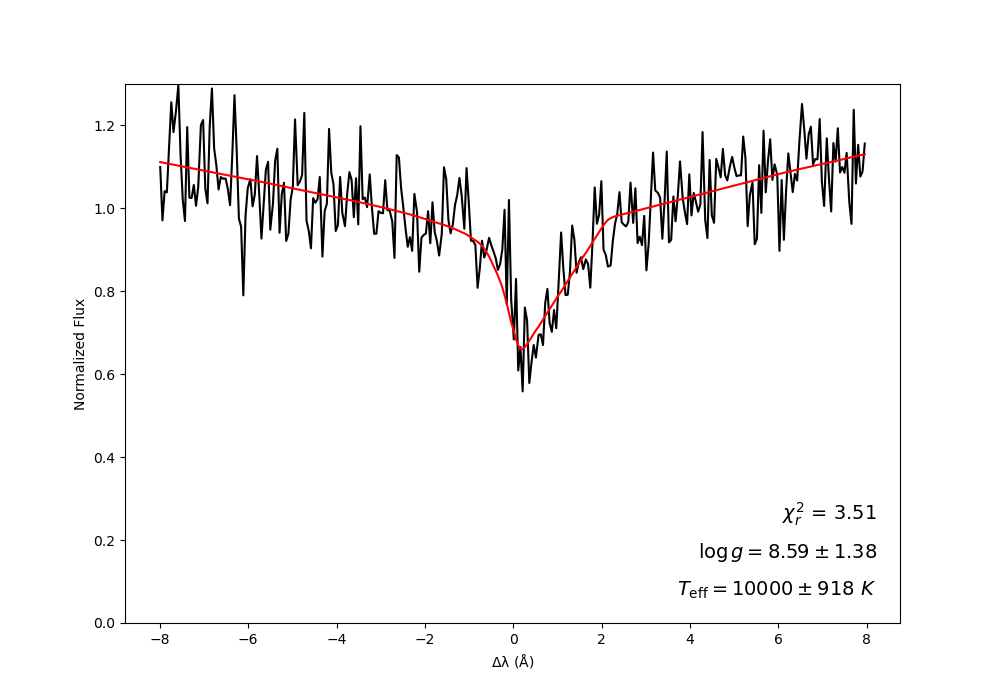 1.2
1.0
0.8
0.6
0.4
0.2
0.0
Normalized Flux
χ²ᵣ = 3.51
log g = 8.59 ± 1.38
T_eff = 10000 ± 918 K
−8 −6 −4 −2 0 2 4 6 8
Δλ (Å)